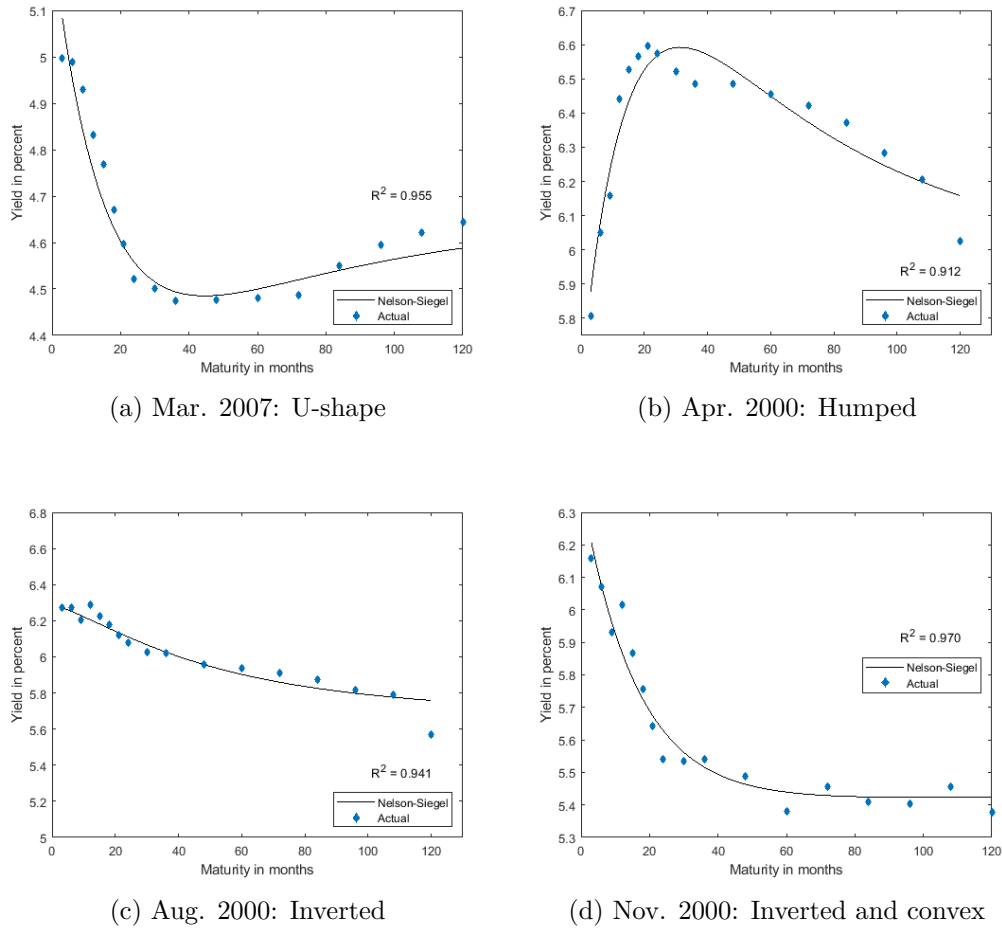 5.1
5
4.9
4.8
4.7
4.6
4.5
4.4
Yield in percent
R² = 0.955
Nelson-Siegel
Actual
0 20 40 60 80 100 120
Maturity in months
(a) Mar. 2007: U-shape
6.7
6.6
6.5
6.4
6.3
6.2
6.1
6
5.9
5.8
Yield in percent
R² = 0.912
Nelson-Siegel
Actual
0 20 40 60 80 100 120
Maturity in months
(b) Apr. 2000: Humped
6.8
6.6
6.4
6.2
6
5.8
5.6
5.4
5.2
5
Yield in percent
R² = 0.941
Nelson-Siegel
Actual
0 20 40 60 80 100 120
Maturity in months
(c) Aug. 2000: Inverted
6.3
6.2
6.1
6
5.9
5.8
5.7
5.6
5.5
5.4
5.3
Yield in percent
R² = 0.970
Nelson-Siegel
Actual
0 20 40 60 80 100 120
Maturity in months
(d) Nov. 2000: Inverted and convex